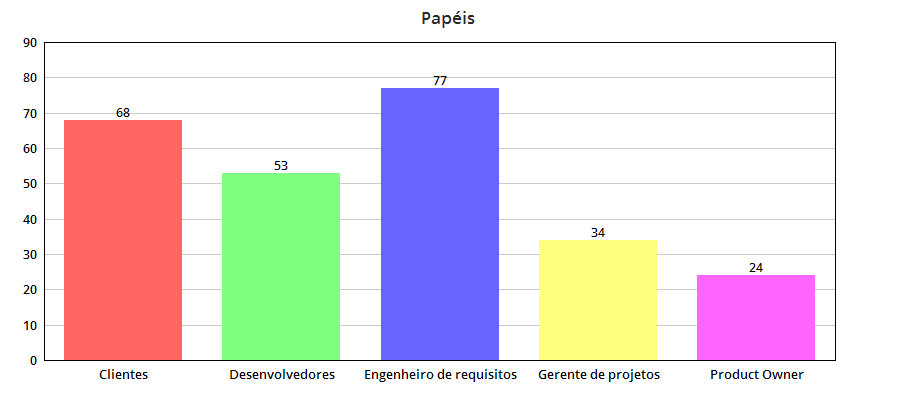 Papéis
90
80
70
60
50
40
30
20
10
0
68
53
77
34
24
Clientes
Desenvolvedores
Engenheiro de requisitos
Gerente de projetos
Product Owner